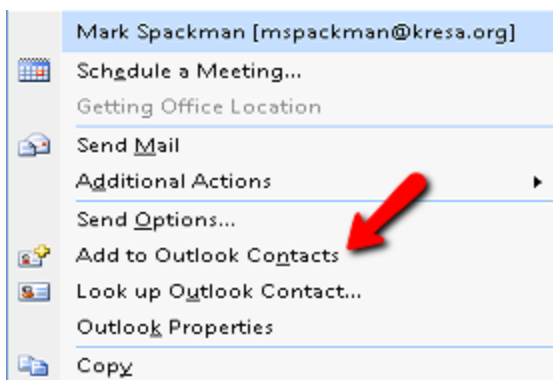 Mark Spackman [mspackman@kresa.org]
Schedule a Meeting...
Getting Office Location
Send Mail
Additional Actions
Send Options...
Add to Outlook Contacts
Look up Outlook Contact...
Outlook Properties
Copy